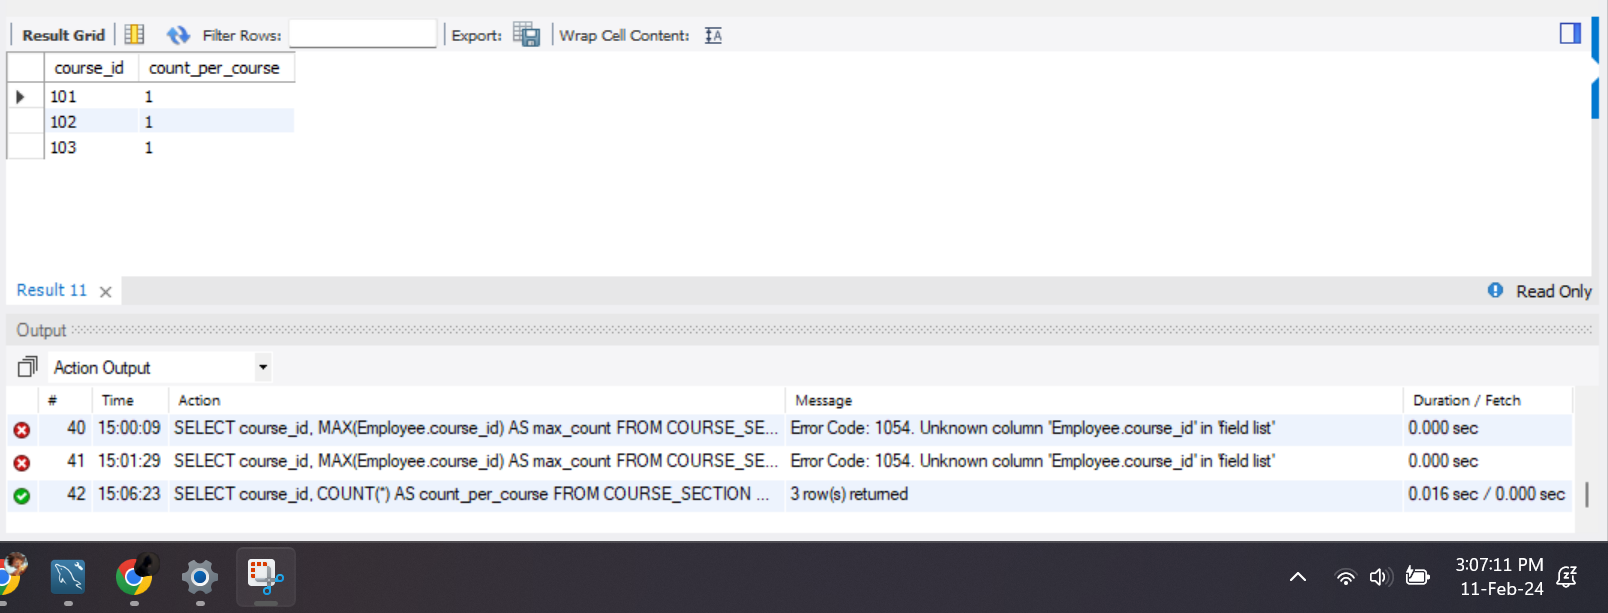 Result Grid Filter Rows: Export: Wrap Cell Content: IA
course_id count_per_course
101 1
102 1
103 1
Result 11 Read Only
Output
Action Output
# Time Action Message Duration / Fetch
40 15:00:09 SELECT course_id, MAX(Employee.course_id) AS max_count FROM COURSE_SE... Error Code: 1054. Unknown column 'Employee.course_id' in 'field list' 0.000 sec
41 15:01:29 SELECT course_id, MAX(Employee.course_id) AS max_count FROM COURSE_SE... Error Code: 1054. Unknown column 'Employee.course_id' in 'field list' 0.000 sec
42 15:06:23 SELECT course_id, COUNT(*) AS count_per_course FROM COURSE_SECTION ... 3 row(s) returned 0.016 sec / 0.000 sec
3:07:11 PM
11-Feb-24